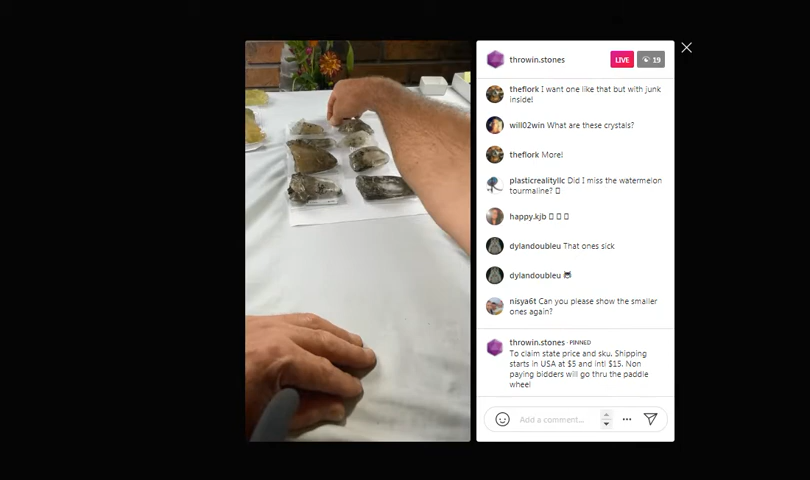 throwin.stones
LIVE
19
theflork I want one like that but with junk
inside!
will02win What are these crystals?
theflork More!
plasticrealityllc Did I miss the watermelon
tourmaline?
happy.kjb
dylandoubleu That ones sick
dylandoubleu
nisya6t Can you please show the smaller
ones again?
throwin.stones · PINNED
To claim state price and sku. Shipping
starts in USA at $5 and intl $15. Non
paying bidders will go thru the paddle
wheel
Add a comment...